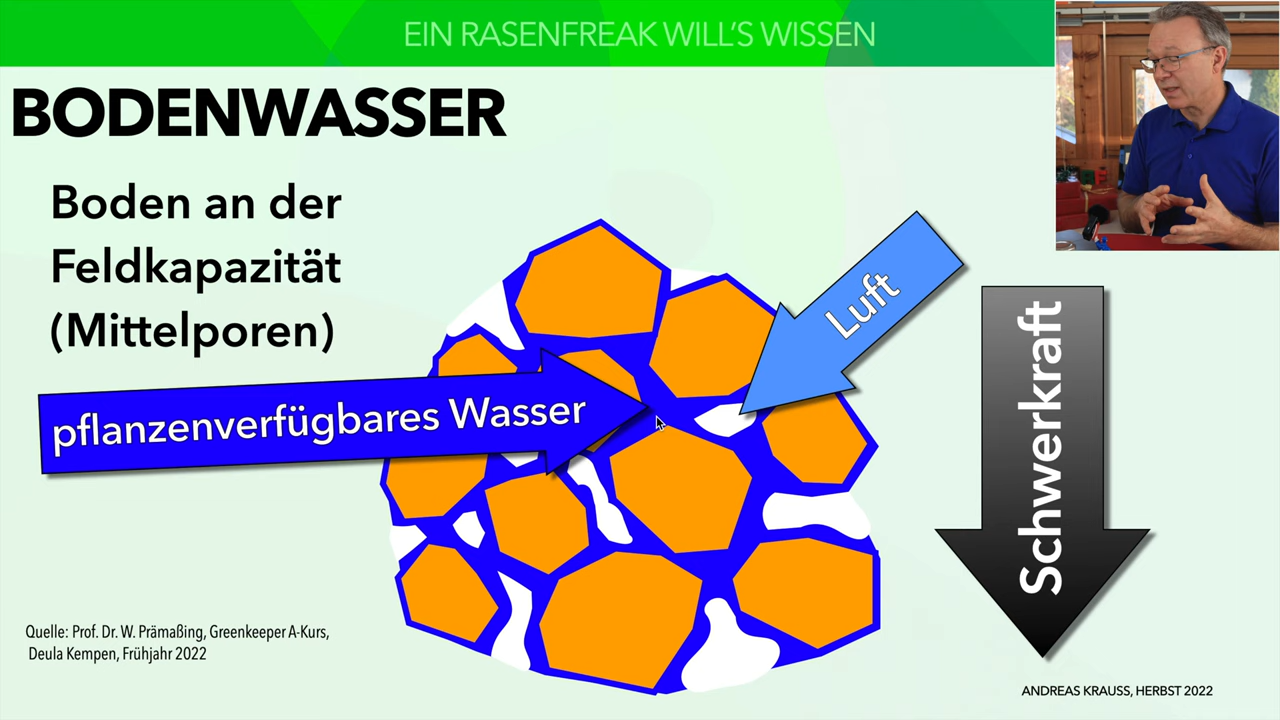 EIN RASENFREAK WILL'S WISSEN
BODENWASSER
Boden an der
Feldkapazität
(Mittelporen)
Luft
pflanzenverfügbares Wasser
Schwerkraft
Quelle: Prof. Dr. W. Prämaßing, Greenkeeper A-Kurs,
Deula Kempen, Frühjahr 2022
ANDREAS KRAUSS, HERBST 2022